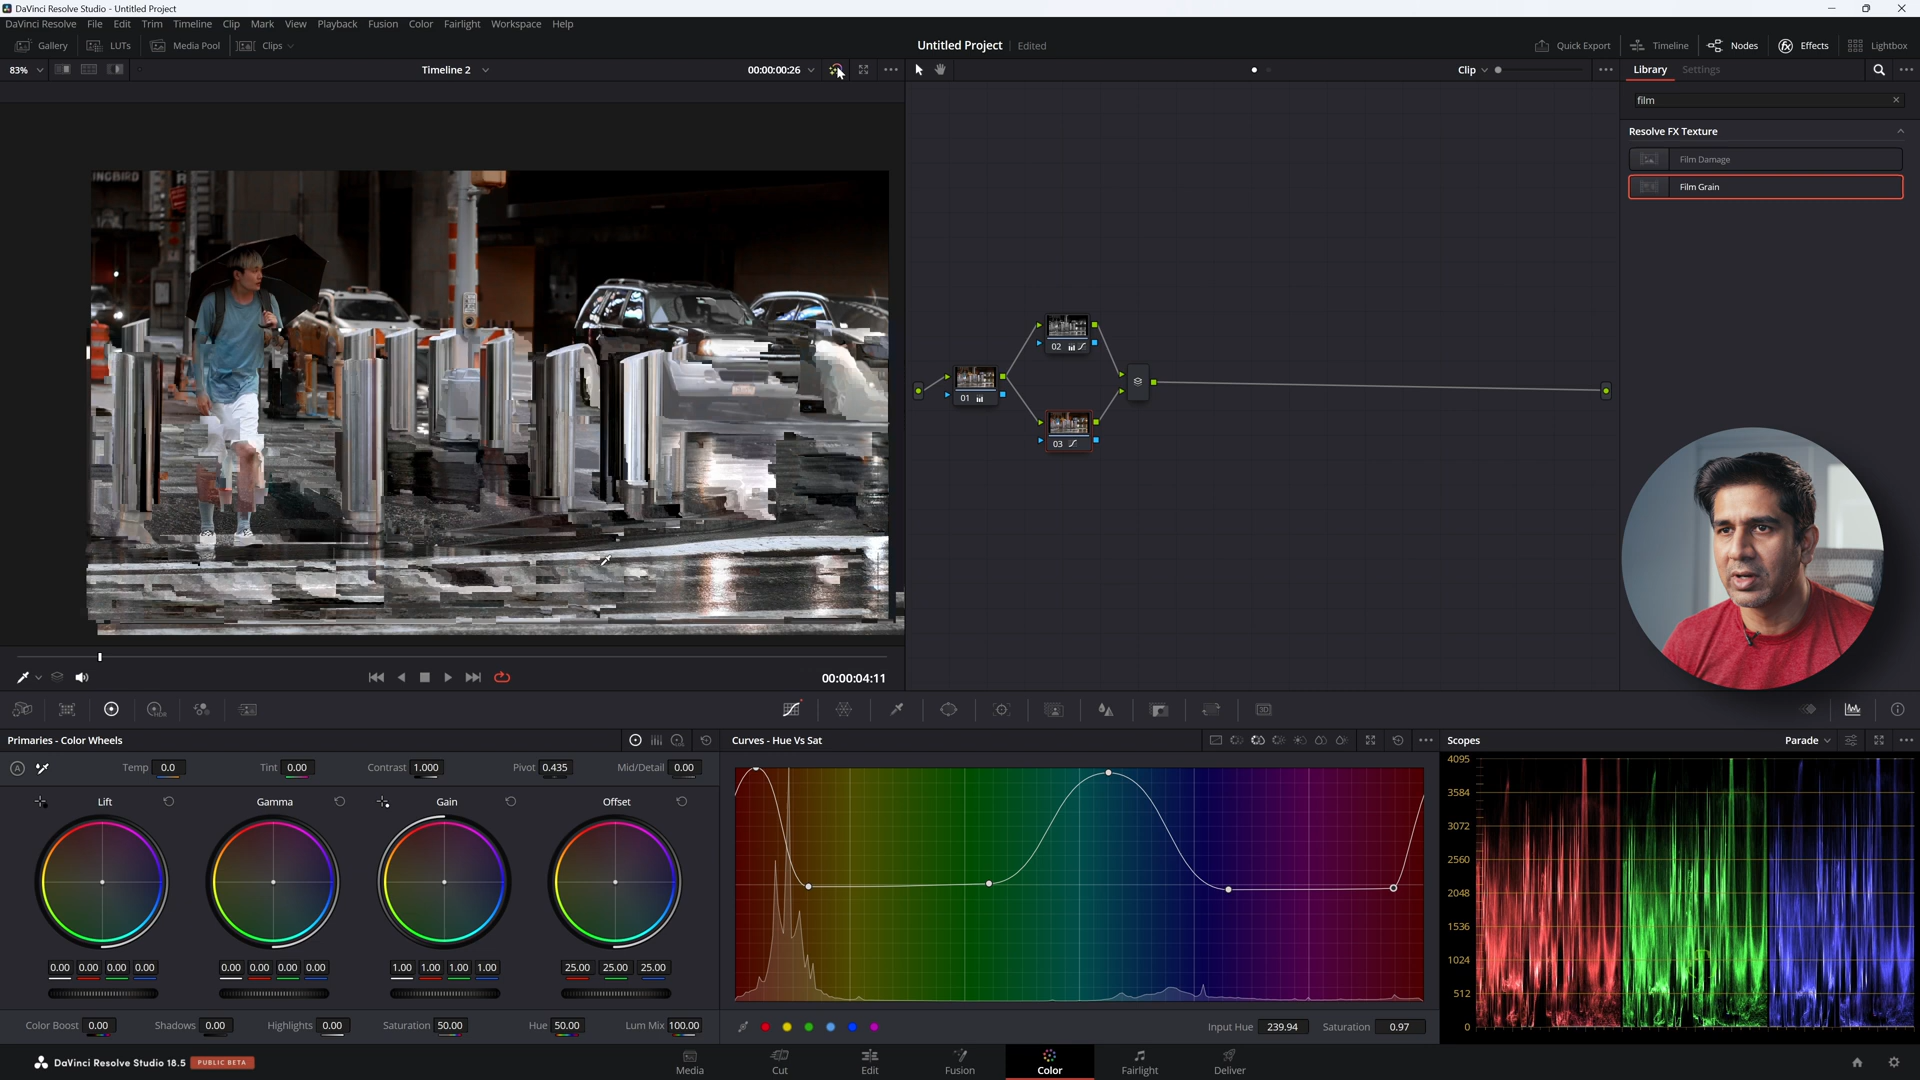 DaVinci Resolve Studio - Untitled Project
DaVinci Resolve File Edit Trim Timeline Clip Mark View Playback Fusion Color Fairlight Workspace Help
Gallery LUTs Media Pool Clips Untitled Project Edited Quick Export Timeline Nodes Effects Lightbox
83% Timeline 2 00:00:00:26 Clip Library Settings
film
Resolve FX Texture
Film Damage
Film Grain
INGBIRD
02
01
03
00:00:04:11
HDR
3D
Primaries - Color Wheels Curves - Hue Vs Sat Scopes Parade
A Temp 0.0 Tint 0.00 Contrast 1.000 Pivot 0.435 Mid/Detail 0.00
Lift Gamma Gain Offset
0.00 0.00 0.00 0.00 0.00 0.00 0.00 0.00 1.00 1.00 1.00 1.00 25.00 25.00 25.00
Color Boost 0.00 Shadows 0.00 Highlights 0.00 Saturation 50.00 Hue 50.00 Lum Mix 100.00
Input Hue 239.94 Saturation 0.97
4095
3584
3072
2560
2048
1536
1024
512
0
DaVinci Resolve Studio 18.5 PUBLIC BETA
Media Cut Edit Fusion Color Fairlight Deliver